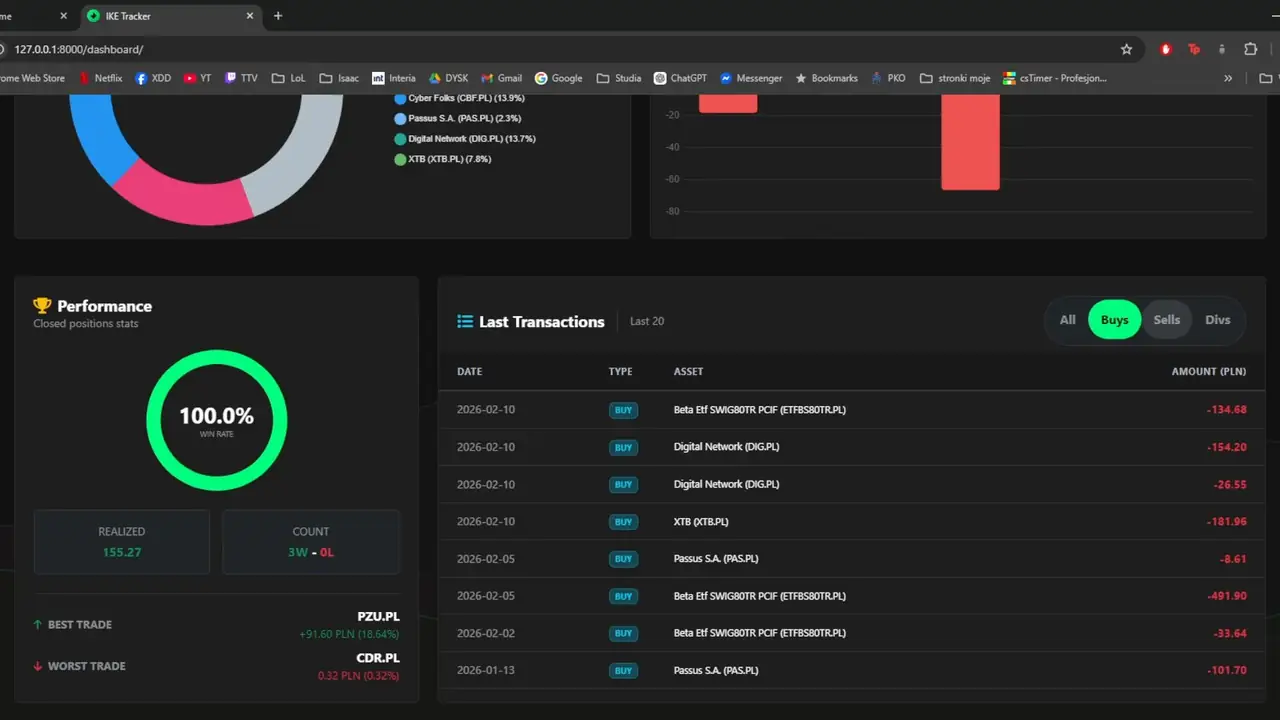 me
IKE Tracker
127.0.0.1:8000/dashboard/
ome Web Store Netflix XDD YT TTV LoL Isaac Interia DYSK Gmail Google Studia ChatGPT Messenger Bookmarks PKO stronki moje csTimer - Profesjon...
Cyber Folks (CBF.PL) (13.9%)
Passus S.A. (PAS.PL) (2.3%)
Digital Network (DIG.PL) (13.7%)
XTB (XTB.PL) (7.8%)
-20
-40
-60
-80
Performance
Closed positions stats
100.0%
WIN RATE
REALIZED
155.27
COUNT
3W - 0L
BEST TRADE
PZU.PL
+91.60 PLN (18.64%)
WORST TRADE
CDR.PL
0.32 PLN (0.32%)
Last Transactions Last 20
All Buys Sells Divs
DATE TYPE ASSET AMOUNT (PLN)
2026-02-10 BUY Beta Etf SWIG80TR PCIF (ETFBS80TR.PL) -134.68
2026-02-10 BUY Digital Network (DIG.PL) -154.20
2026-02-10 BUY Digital Network (DIG.PL) -26.55
2026-02-10 BUY XTB (XTB.PL) -181.96
2026-02-05 BUY Passus S.A. (PAS.PL) -8.61
2026-02-05 BUY Beta Etf SWIG80TR PCIF (ETFBS80TR.PL) -491.90
2026-02-02 BUY Beta Etf SWIG80TR PCIF (ETFBS80TR.PL) -33.64
2026-01-13 BUY Passus S.A. (PAS.PL) -101.70